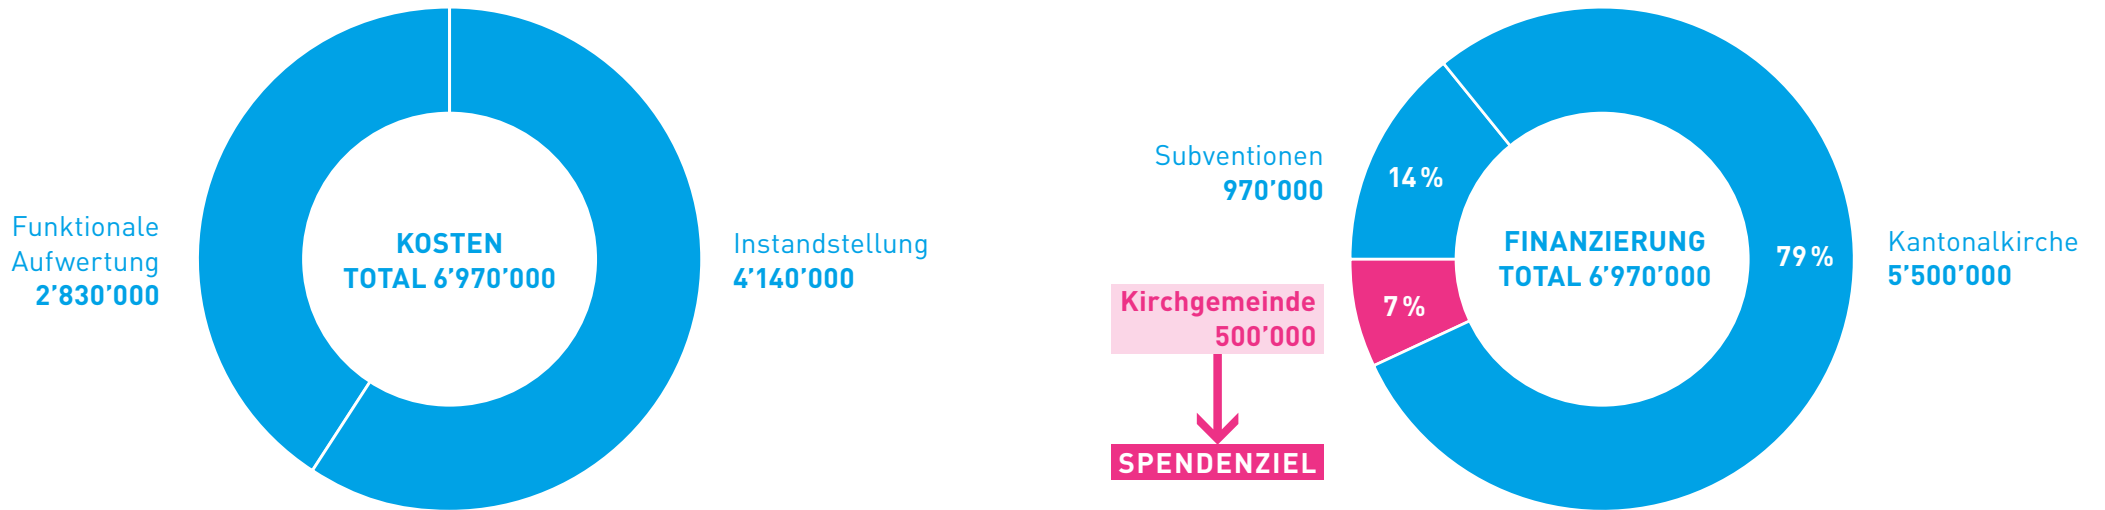 Funktionale
Aufwertung
2’830’000
KOSTEN
TOTAL 6’970’000
Instandstellung
4’140’000
Subventionen
970’000
14 %
Kirchgemeinde
500’000
7 %
SPENDENZIEL
FINANZIERUNG
TOTAL 6’970’000
79 %
Kantonalkirche
5’500’000